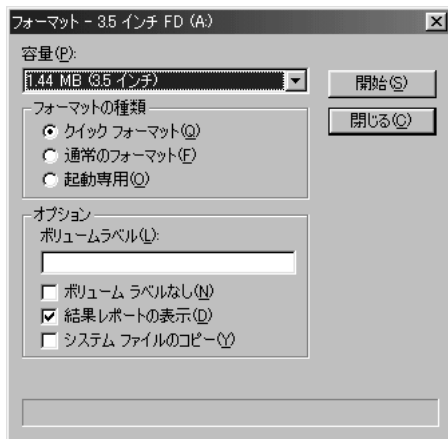 フォーマット - 3.5 インチ FD (A:)
容量(P):
1.44 MB (3.5 インチ)
開始(S)
閉じる(C)
フォーマットの種類
クイック フォーマット(Q)
通常のフォーマット(F)
起動専用(O)
オプション
ボリュームラベル(L):
ボリューム ラベルなし(N)
結果レポートの表示(D)
システム ファイルのコピー(Y)